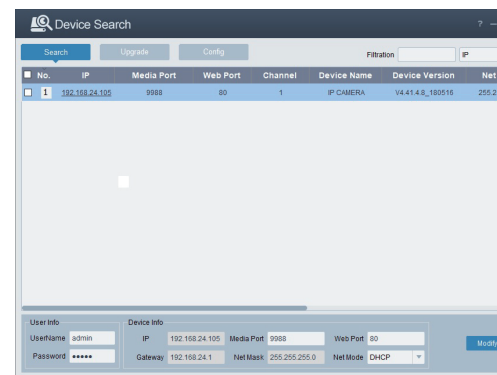 Device Search
?
Search Upgrade Config Filtration IP
No. IP Media Port Web Port Channel Device Name Device Version Net
1 192.168.24.105 9988 80 1 IP CAMERA V4.41.4.8_180516 255.2
User Info Device Info
UserName admin IP 192.168.24.105 Media Port 9988 Web Port 80
Modify
Password ••••• Gateway 192.168.24.1 Net Mask 255.255.255.0 Net Mode DHCP